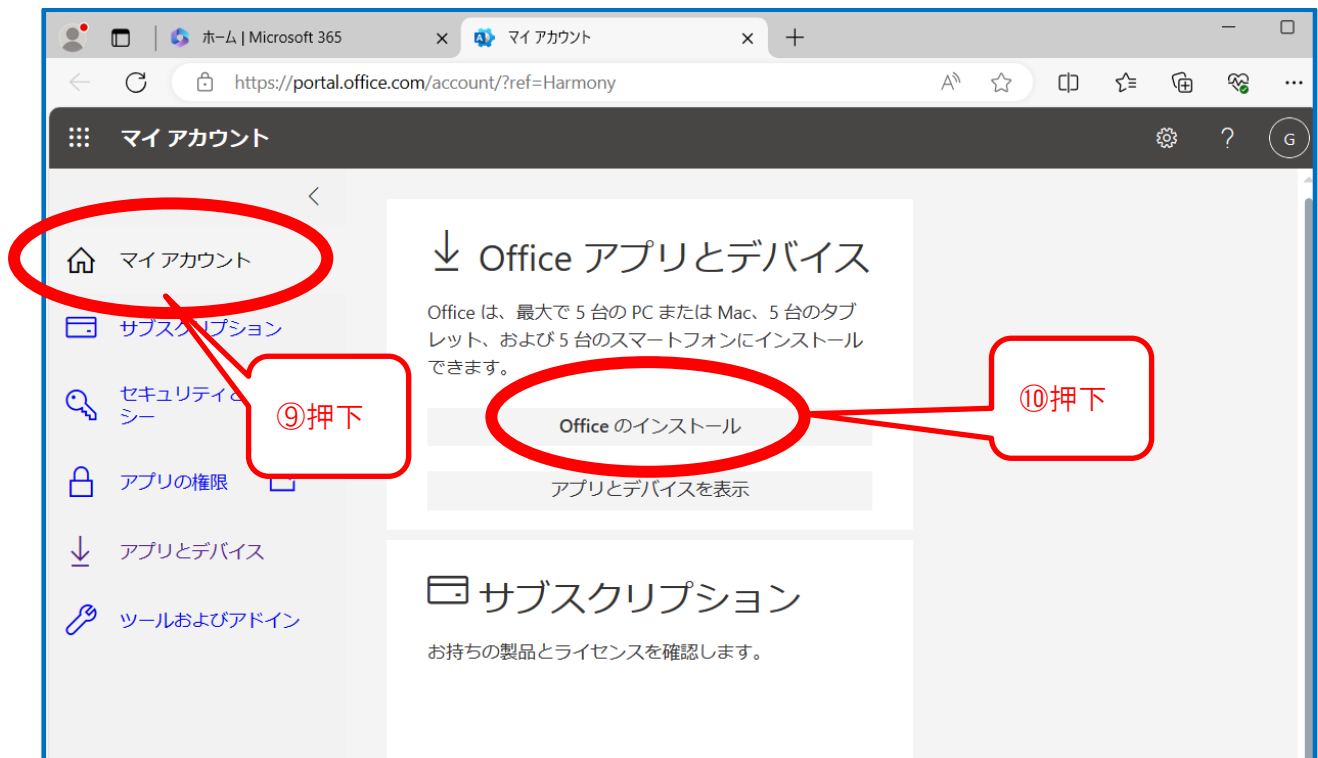 ホーム | Microsoft 365
マイ アカウント
https://portal.office.com/account/?ref=Harmony
マイ アカウント
G
マイ アカウント
サブスクリプション
セキュリティと
シー
アプリの権限
アプリとデバイス
ツールおよびアドイン
⑨押下
Office アプリとデバイス
Office は、最大で 5 台の PC または Mac、5 台のタブ
レット、および 5 台のスマートフォンにインストール
できます。
Office のインストール
⑩押下
アプリとデバイスを表示
サブスクリプション
お持ちの製品とライセンスを確認します。